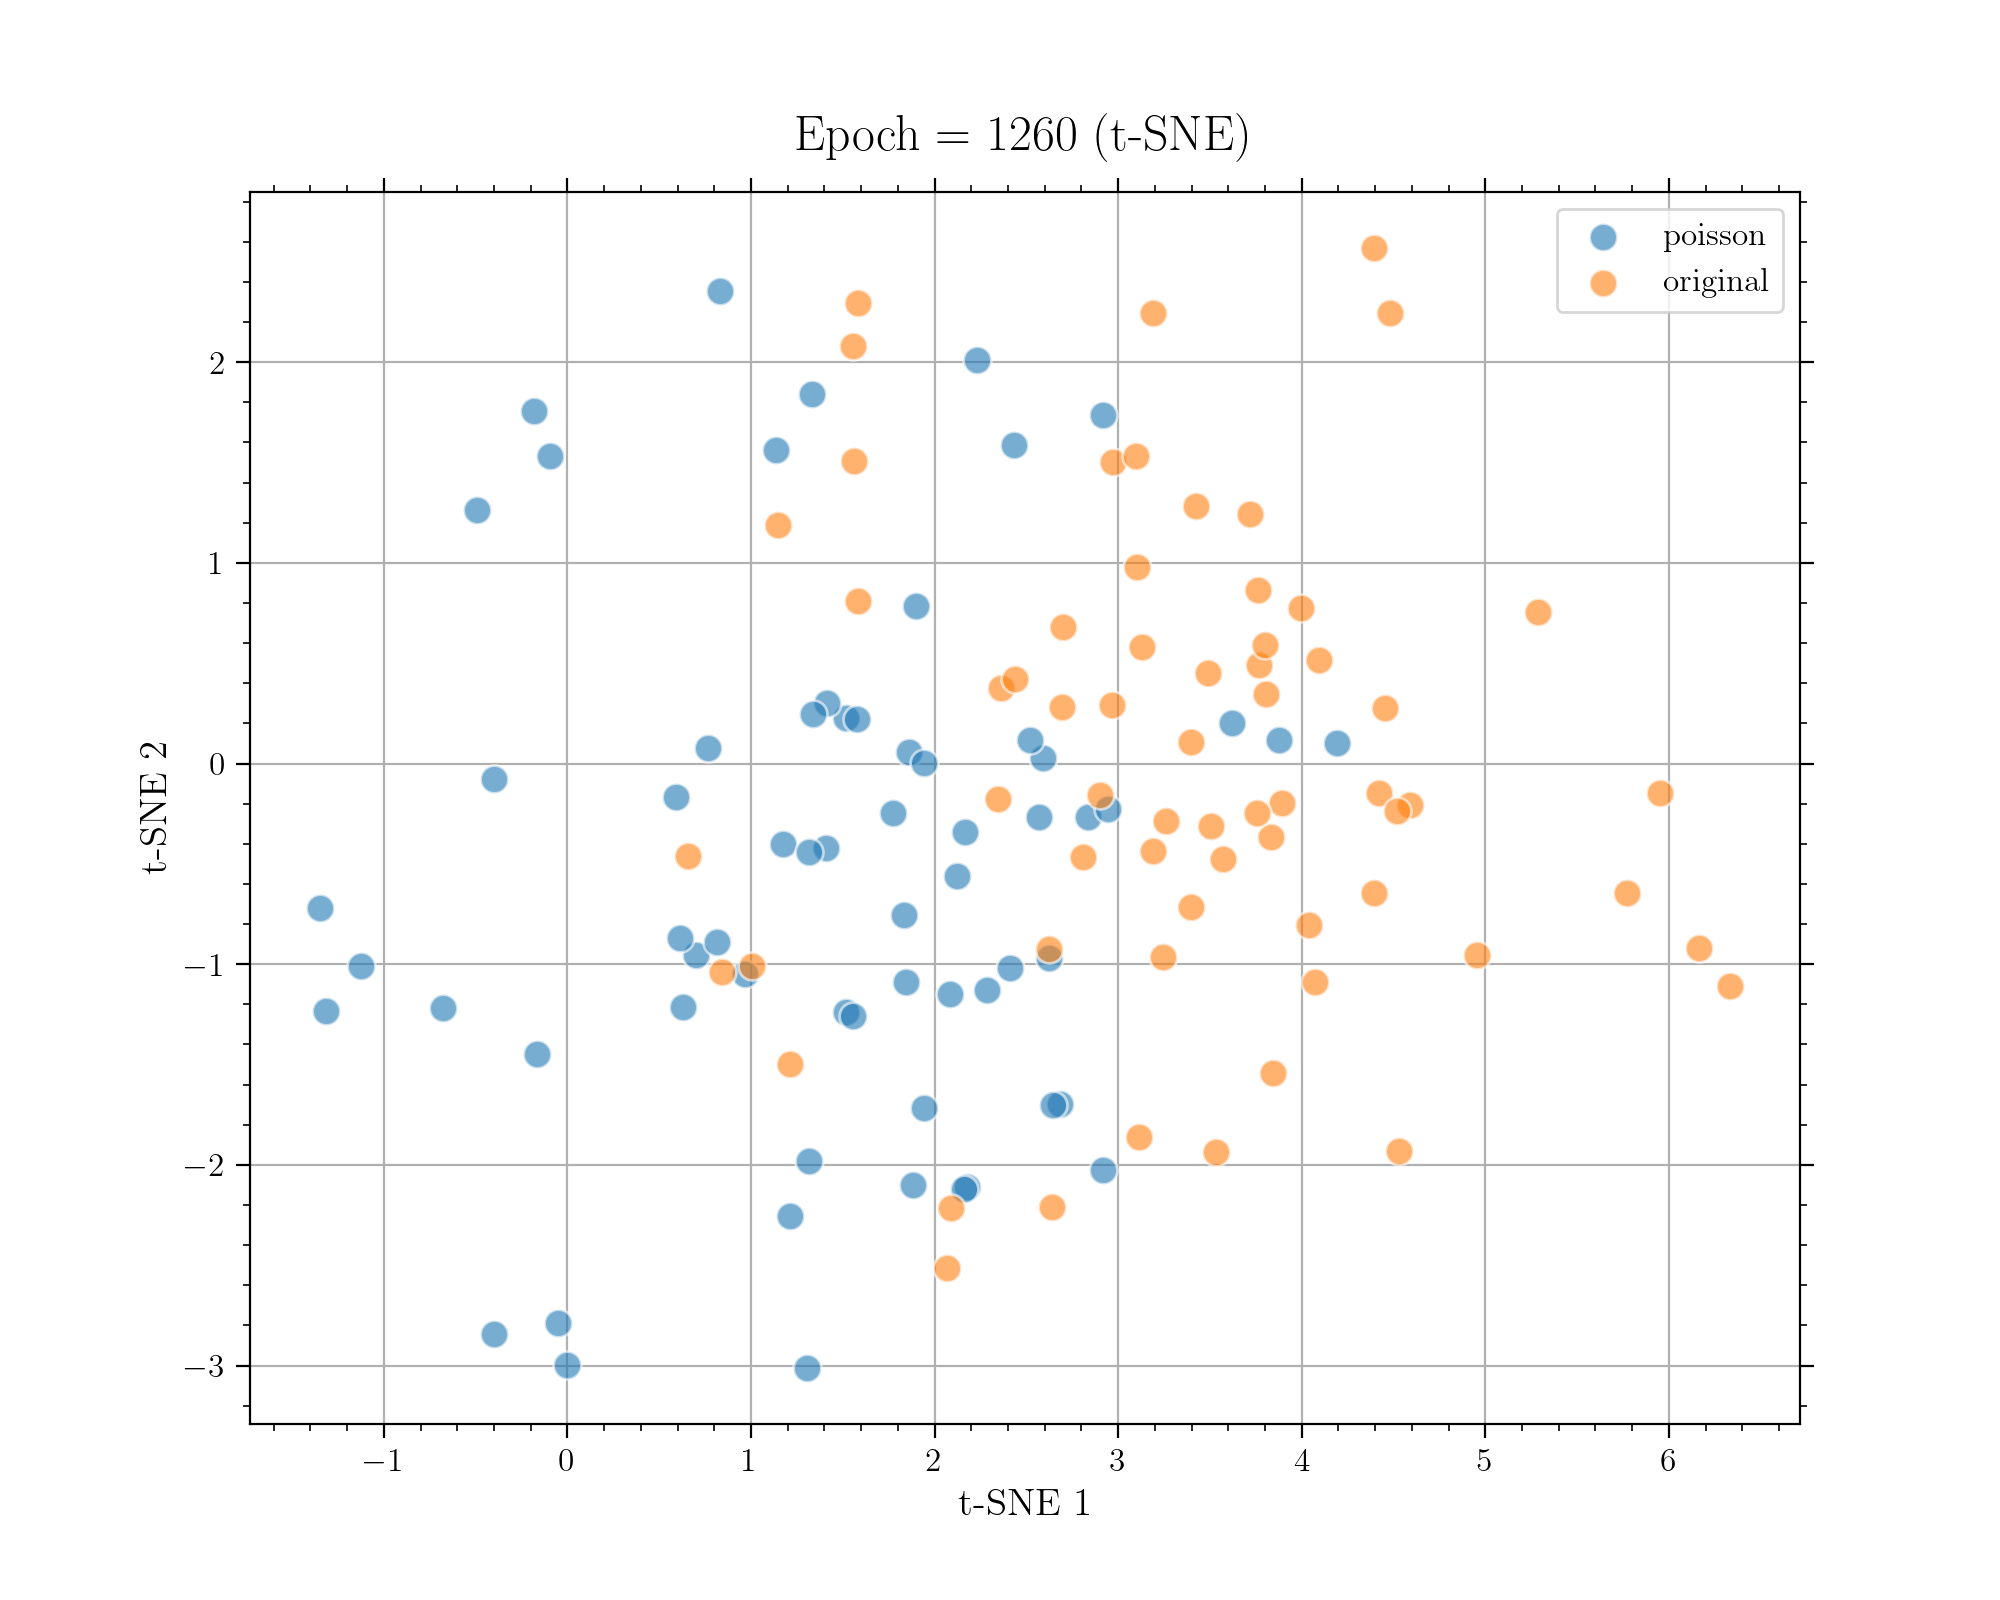 Epoch = 1260 (t-SNE)
poisson
original
2
1
0
−1
−2
−3
t-SNE 2
−1 0 1 2 3 4 5 6
t-SNE 1